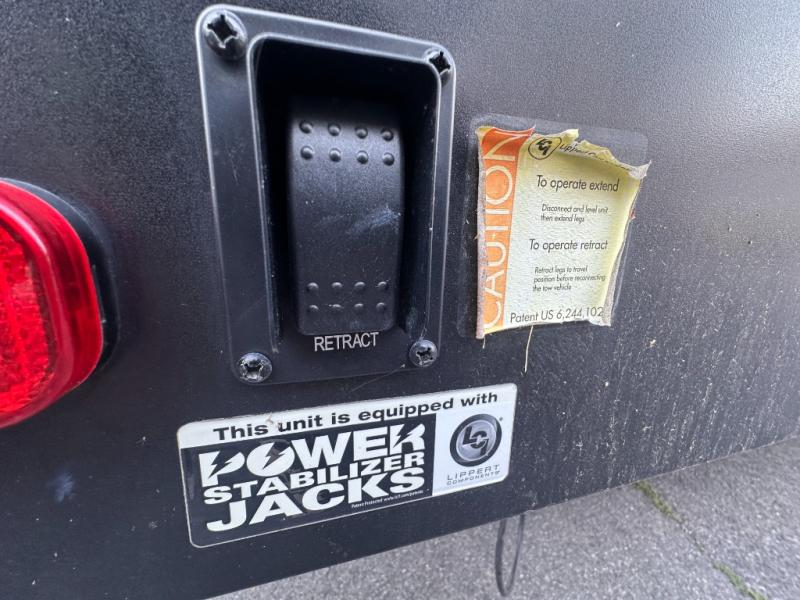 RETRACT
CAUTION
LCI
To operate extend
Disconnect and level unit
then extend legs
To operate retract
Retract legs to travel
position before reconnecting
the tow vehicle
Patent US 6,244,102
This unit is equipped with
POWER
STABILIZER
JACKS
LCI
LIPPERT
COMPONENTS